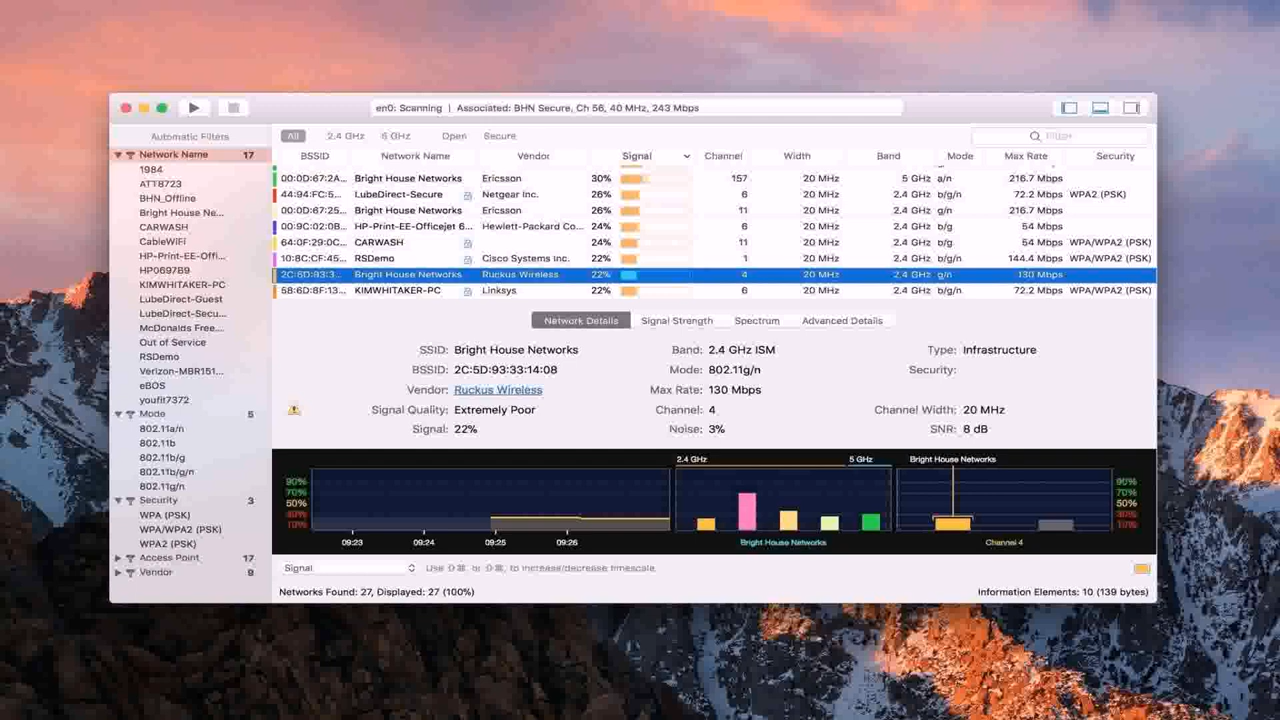 en0: Scanning | Associated: BHN Secure, Ch 56, 40 MHz, 243 Mbps
Automatic Filters
All 2.4 GHz 5 GHz Open Secure
BSSID Network Name Vendor Signal Channel Width Band Mode Max Rate Security
Network Name 17
1984
ATT8723
BHN_Offline
Bright House Ne...
CARWASH
CableWiFi
HP-Print-EE-Offi...
HP0697B9
KIMWHITAKER-PC
LubeDirect-Guest
LubeDirect-Secu...
McDonalds Free...
Out of Service
RSDemo
Verizon-MBR151...
eBOS
youfit7372
Mode 5
802.11a/n
802.11b
802.11b/g
802.11b/g/n
802.11g/n
Security 3
WPA (PSK)
WPA/WPA2 (PSK)
WPA2 (PSK)
Access Point 17
Vendor 9
00:0D:67:2A... Bright House Networks Ericsson 30% 157 20 MHz 5 GHz a/n 216.7 Mbps
44:94:FC:5... LubeDirect-Secure Netgear Inc. 26% 6 20 MHz 2.4 GHz b/g/n 72.2 Mbps WPA2 (PSK)
00:0D:67:25... Bright House Networks Ericsson 26% 11 20 MHz 2.4 GHz b/g/n 216.7 Mbps
00:9C:02:0B... HP-Print-EE-Officejet 6... Hewlett-Packard Co... 24% 6 20 MHz 2.4 GHz b/g 54 Mbps
64:0F:29:0C... CARWASH 24% 11 20 MHz 2.4 GHz b/g 54 Mbps WPA/WPA2 (PSK)
10:8C:CF:45... RSDemo Cisco Systems Inc. 24% 1 20 MHz 2.4 GHz b/g/n 144.4 Mbps WPA/WPA2 (PSK)
2C:5D:93:3... Bright House Networks Ruckus Wireless 22% 4 20 MHz 2.4 GHz g/n 130 Mbps
58:6D:8F:13... KIMWHITAKER-PC Linksys 22% 6 20 MHz 2.4 GHz b/g/n 72.2 Mbps WPA/WPA2 (PSK)
Network Details Signal Strength Spectrum Advanced Details
SSID: Bright House Networks Band: 2.4 GHz ISM Type: Infrastructure
BSSID: 2C:5D:93:33:14:08 Mode: 802.11g/n Security:
Vendor: Ruckus Wireless Max Rate: 130 Mbps
Signal Quality: Extremely Poor Channel: 4 Channel Width: 20 MHz
Signal: 22% Noise: 3% SNR: 8 dB
2.4 GHz 5 GHz Bright House Networks
90% 90%
70% 70%
50% 50%
30% 30%
10% 10%
09:23 09:24 09:25 09:26 Bright House Networks Channel 4
Signal to increase/decrease timescale.
Networks Found: 27, Displayed: 27 (100%) Information Elements: 10 (139 bytes)